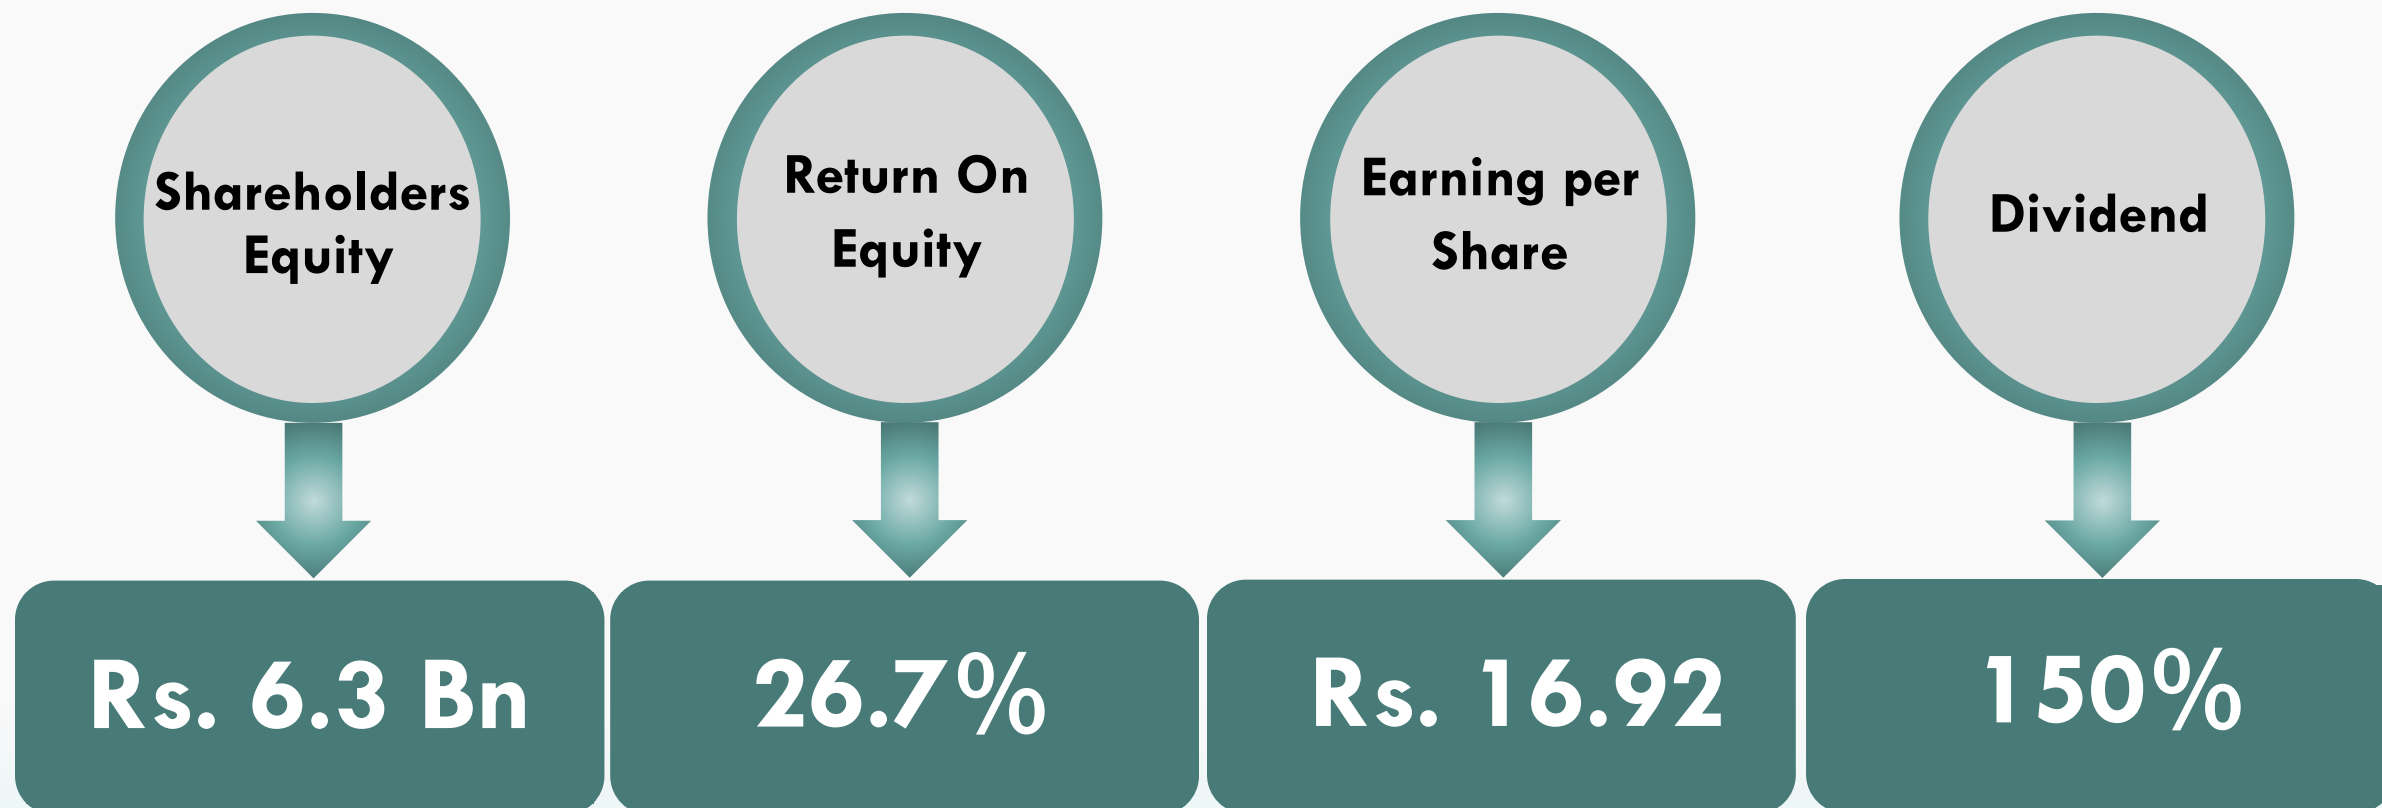 Shareholders
Equity
Rs. 6.3 Bn
Return On
Equity
26.7%
Earning per
Share
Rs. 16.92
Dividend
150%